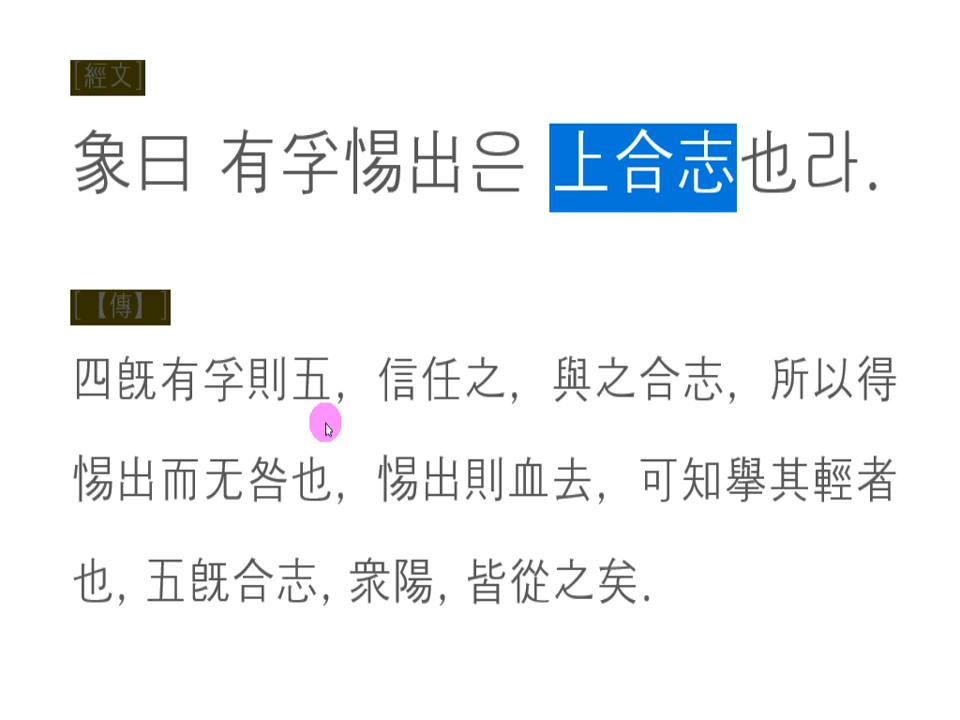 [經文]
象曰 有孚惕出은 上合志也라.
[【傳】]
四旣有孚則五, 信任之, 與之合志, 所以得
惕出而无咎也, 惕出則血去, 可知擧其輕者
也, 五旣合志, 衆陽, 皆從之矣.